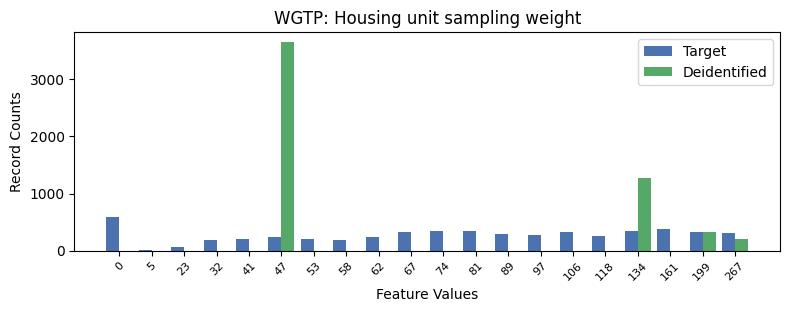 WGTP: Housing unit sampling weight
Target
Deidentified
Record Counts
3000
2000
1000
0
0 5 23 32 41 47 53 58 62 67 74 81 89 97 106 118 134 161 199 267
Feature Values